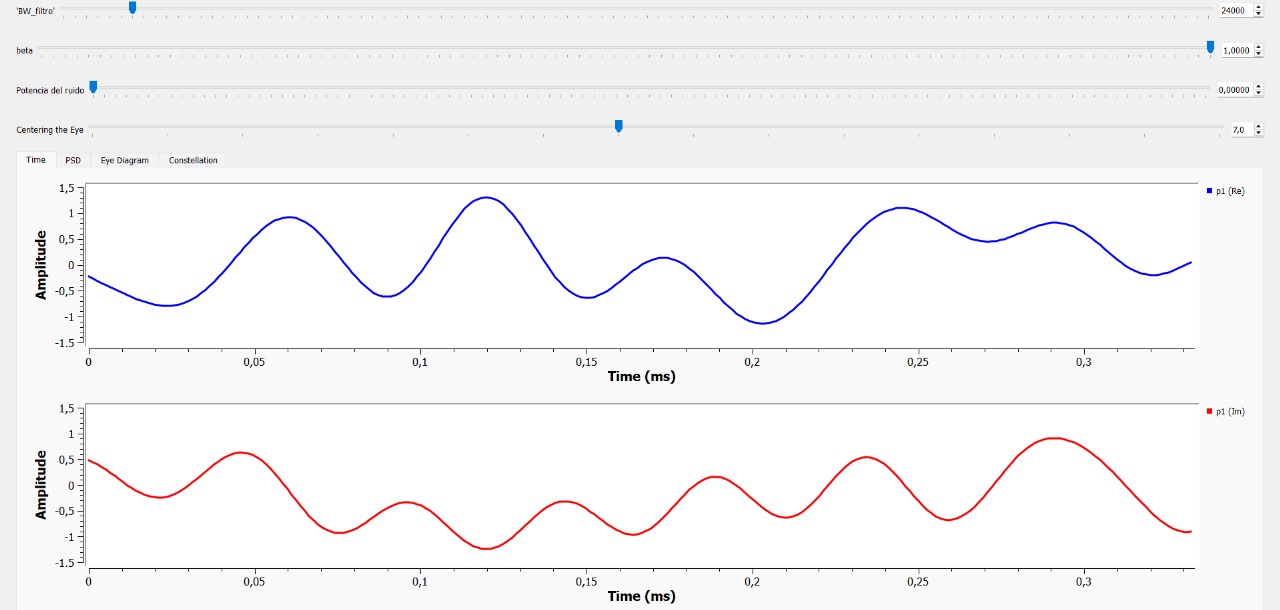 'BW_filtro' 24000
beta 1,0000
Potencia del ruido 0,00000
Centering the Eye 7,0
Time PSD Eye Diagram Constellation
1,5
1
0,5
0
-0,5
-1
-1.5
Amplitude
p1 (Re)
0 0,05 0,1 0,15 0,2 0,25 0,3
Time (ms)
1,5
1
0,5
0
-0,5
-1
-1.5
Amplitude
p1 (Im)
0 0,05 0,1 0,15 0,2 0,25 0,3
Time (ms)